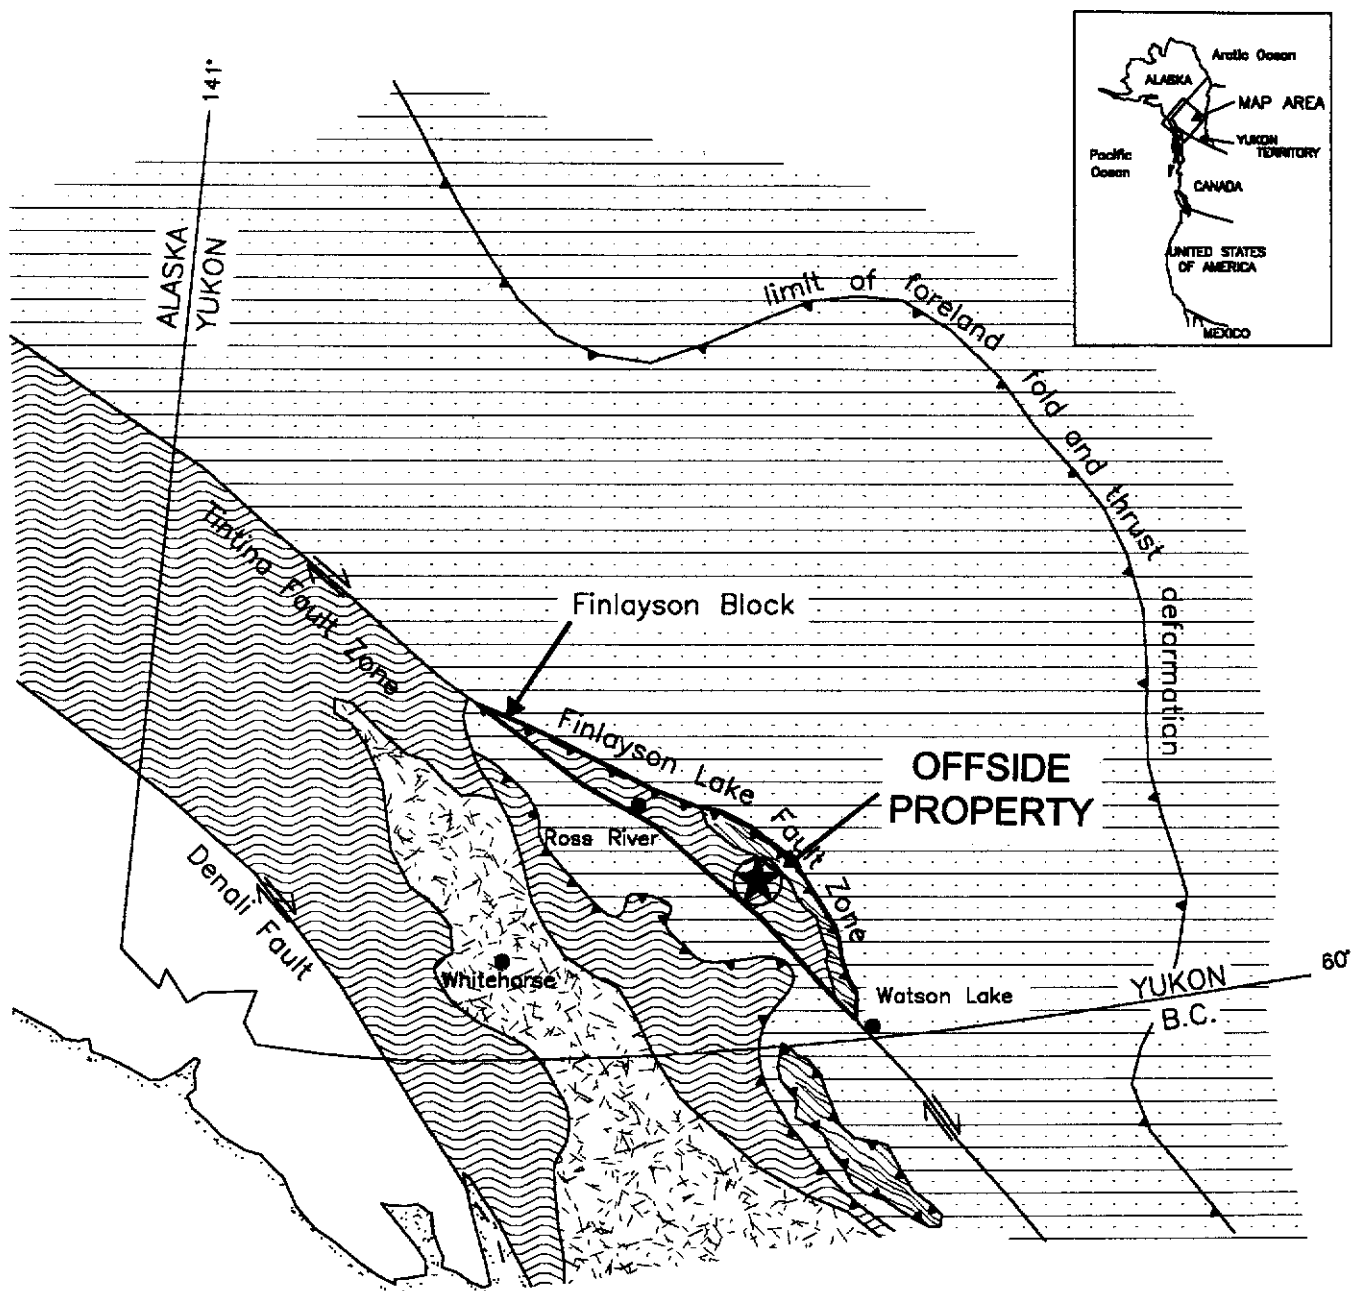 141°
ALASKA
YUKON
Arctic Ocean
ALASKA
MAP AREA
YUKON
TERRITORY
Pacific
Ocean
CANADA
UNITED STATES
OF AMERICA
MEXICO
limit of foreland fold and thrust deformation
Tintina Fault Zone
Finlayson Block
Finlayson Lake Fault Zone
OFFSIDE
PROPERTY
Ross River
Denali Fault
Whitehorse
Watson Lake
60°
YUKON
B.C.